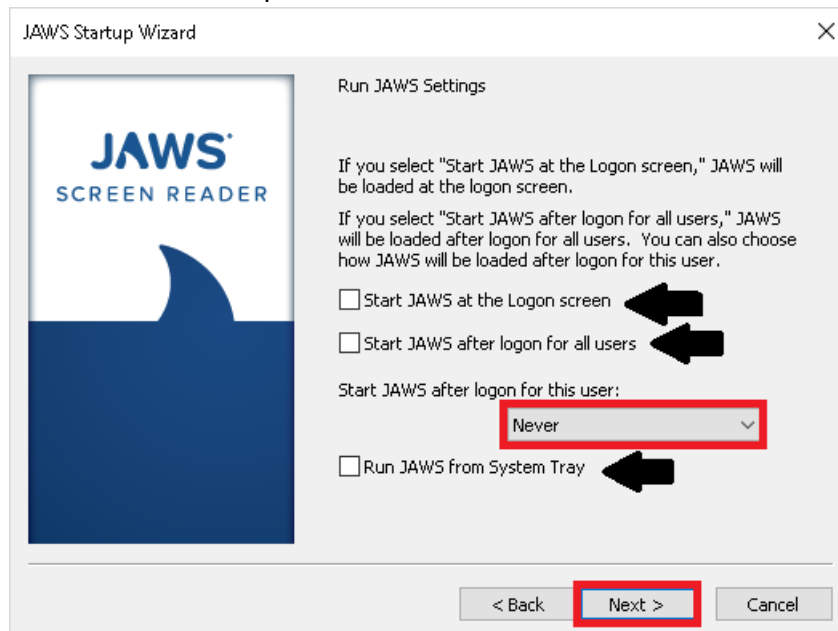 JAWS Startup Wizard
JAWS
SCREEN READER
Run JAWS Settings
If you select "Start JAWS at the Logon screen," JAWS will
be loaded at the logon screen.
If you select "Start JAWS after logon for all users," JAWS
will be loaded after logon for all users.  You can also choose
how JAWS will be loaded after logon for this user.
Start JAWS at the Logon screen
Start JAWS after logon for all users
Start JAWS after logon for this user:
Never
Run JAWS from System Tray
< Back
Next >
Cancel